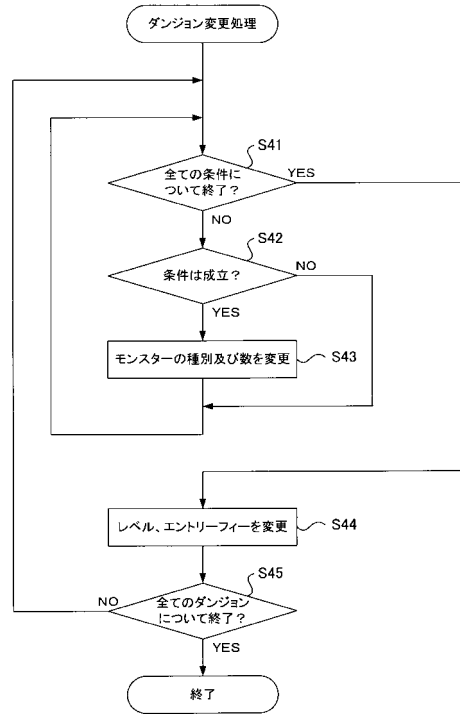 ダンジョン変更処理
S41
全ての条件に
ついて終了？
YES
NO
S42
条件は成立？
NO
YES
モンスターの種別及び数を変更
S43
レベル、エントリーフィーを変更
S44
S45
全てのダンジョン
について終了？
NO
YES
終了